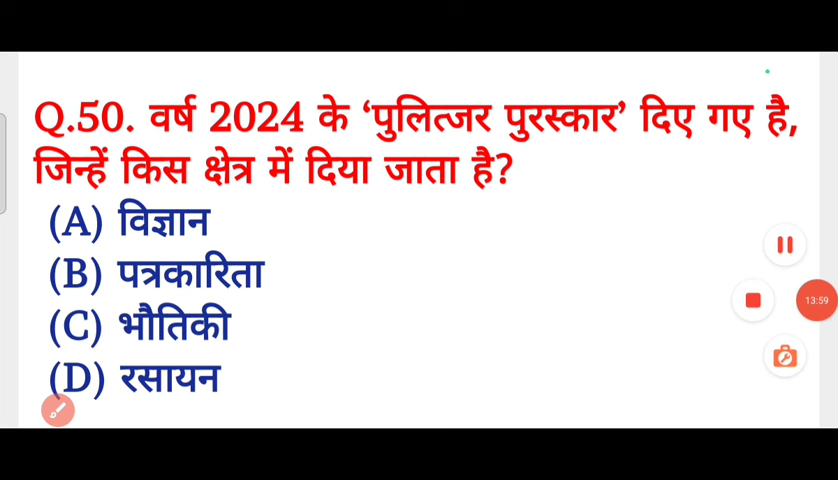 Q.50. वर्ष 2024 के ‘पुलित्जर पुरस्कार’ दिए गए है,
जिन्हें किस क्षेत्र में दिया जाता है?
(A) विज्ञान
(B) पत्रकारिता
(C) भौतिकी
(D) रसायन
13:59